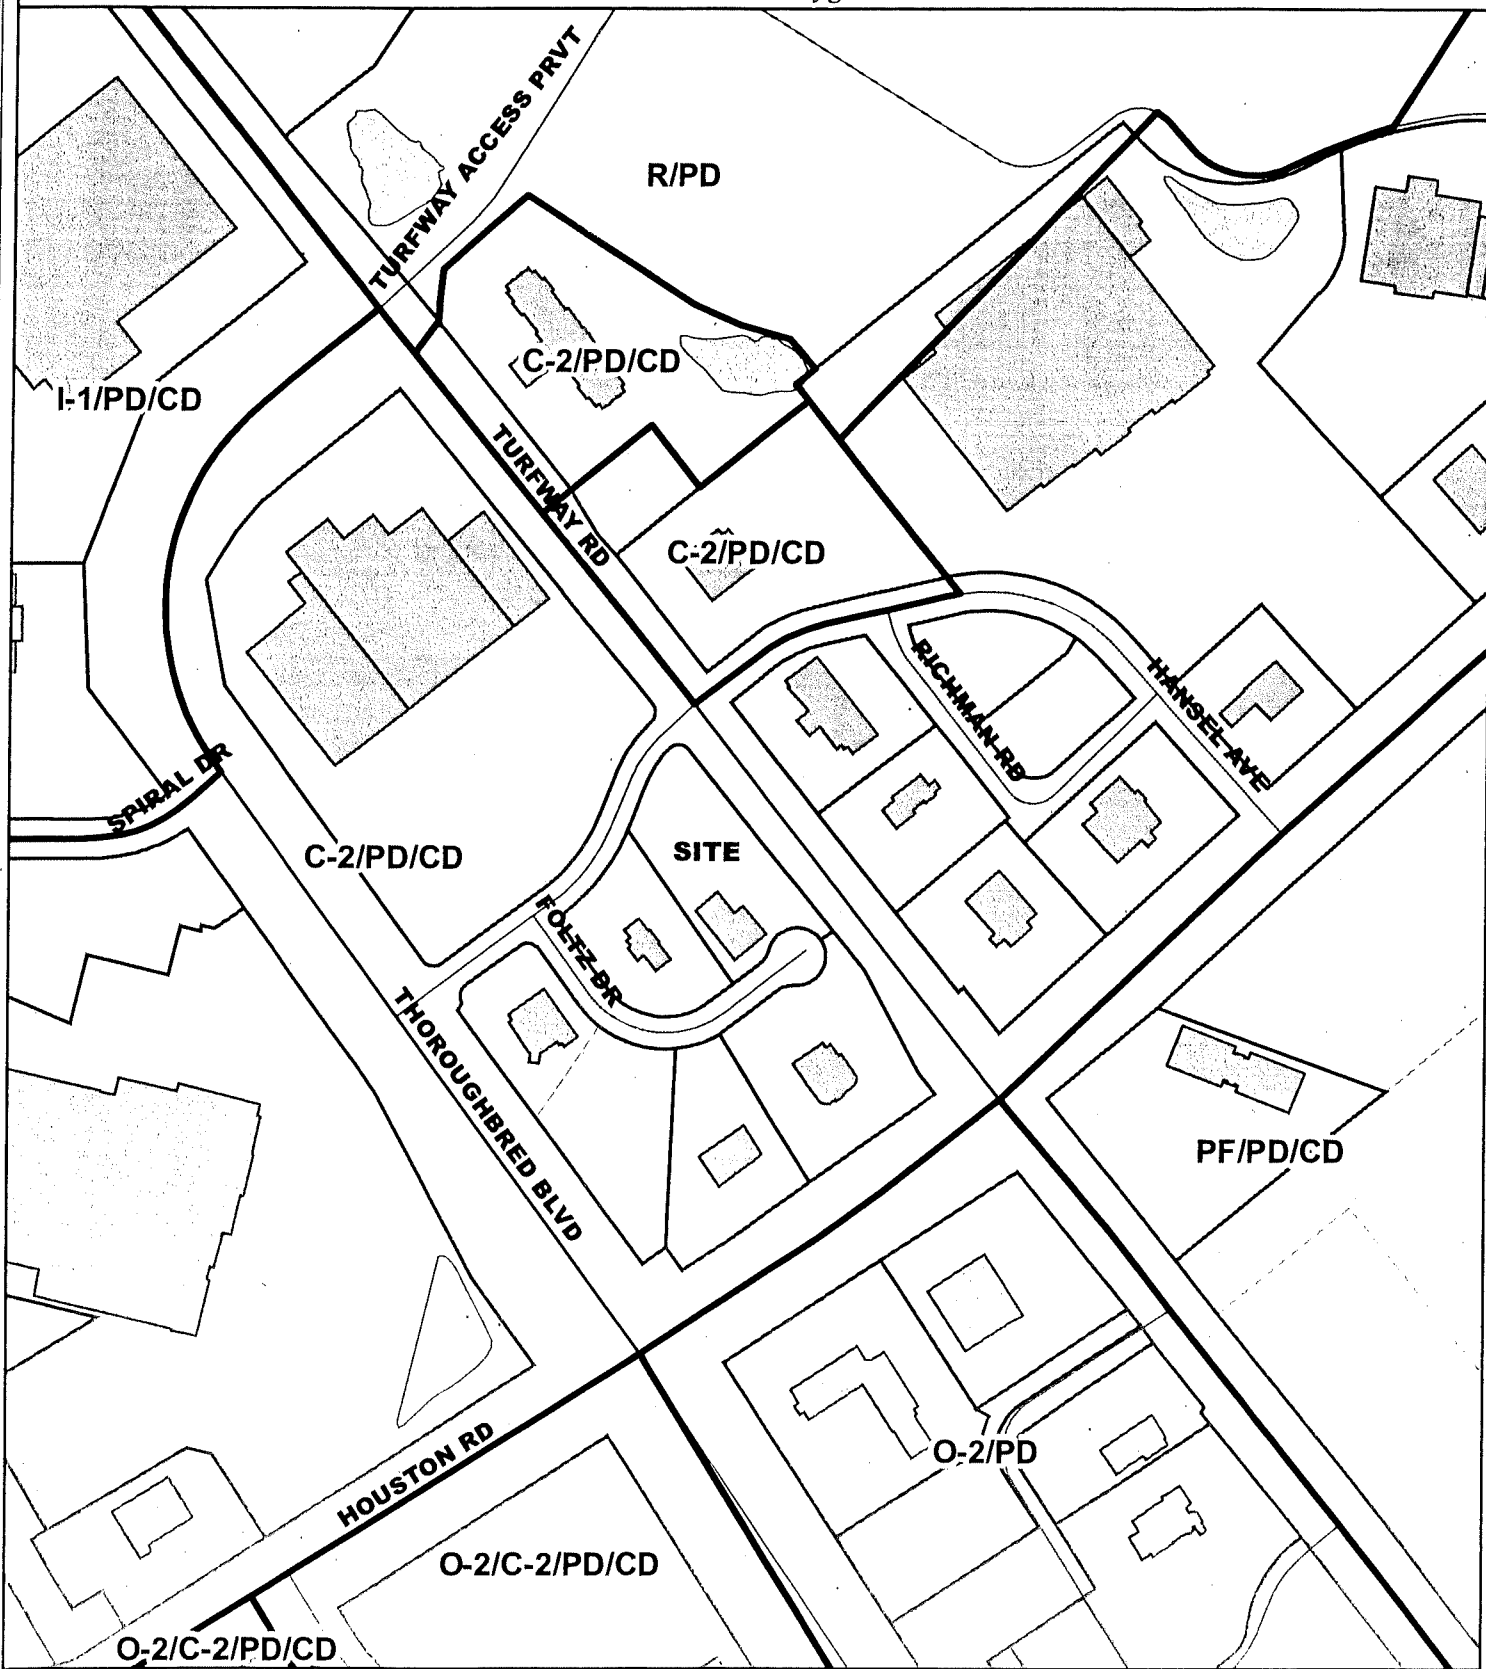 TURFWAY ACCESS PRVT
R/PD
C-2/PD/CD
I-1/PD/CD
TURFWAY RD
C-2/PD/CD
RICHMAN RD
HANSEL AVE
SPIRAL DR
C-2/PD/CD
SITE
FOLTZ DR
THOROUGHBRED BLVD
PF/PD/CD
HOUSTON RD
O-2/PD
O-2/C-2/PD/CD
O-2/C-2/PD/CD